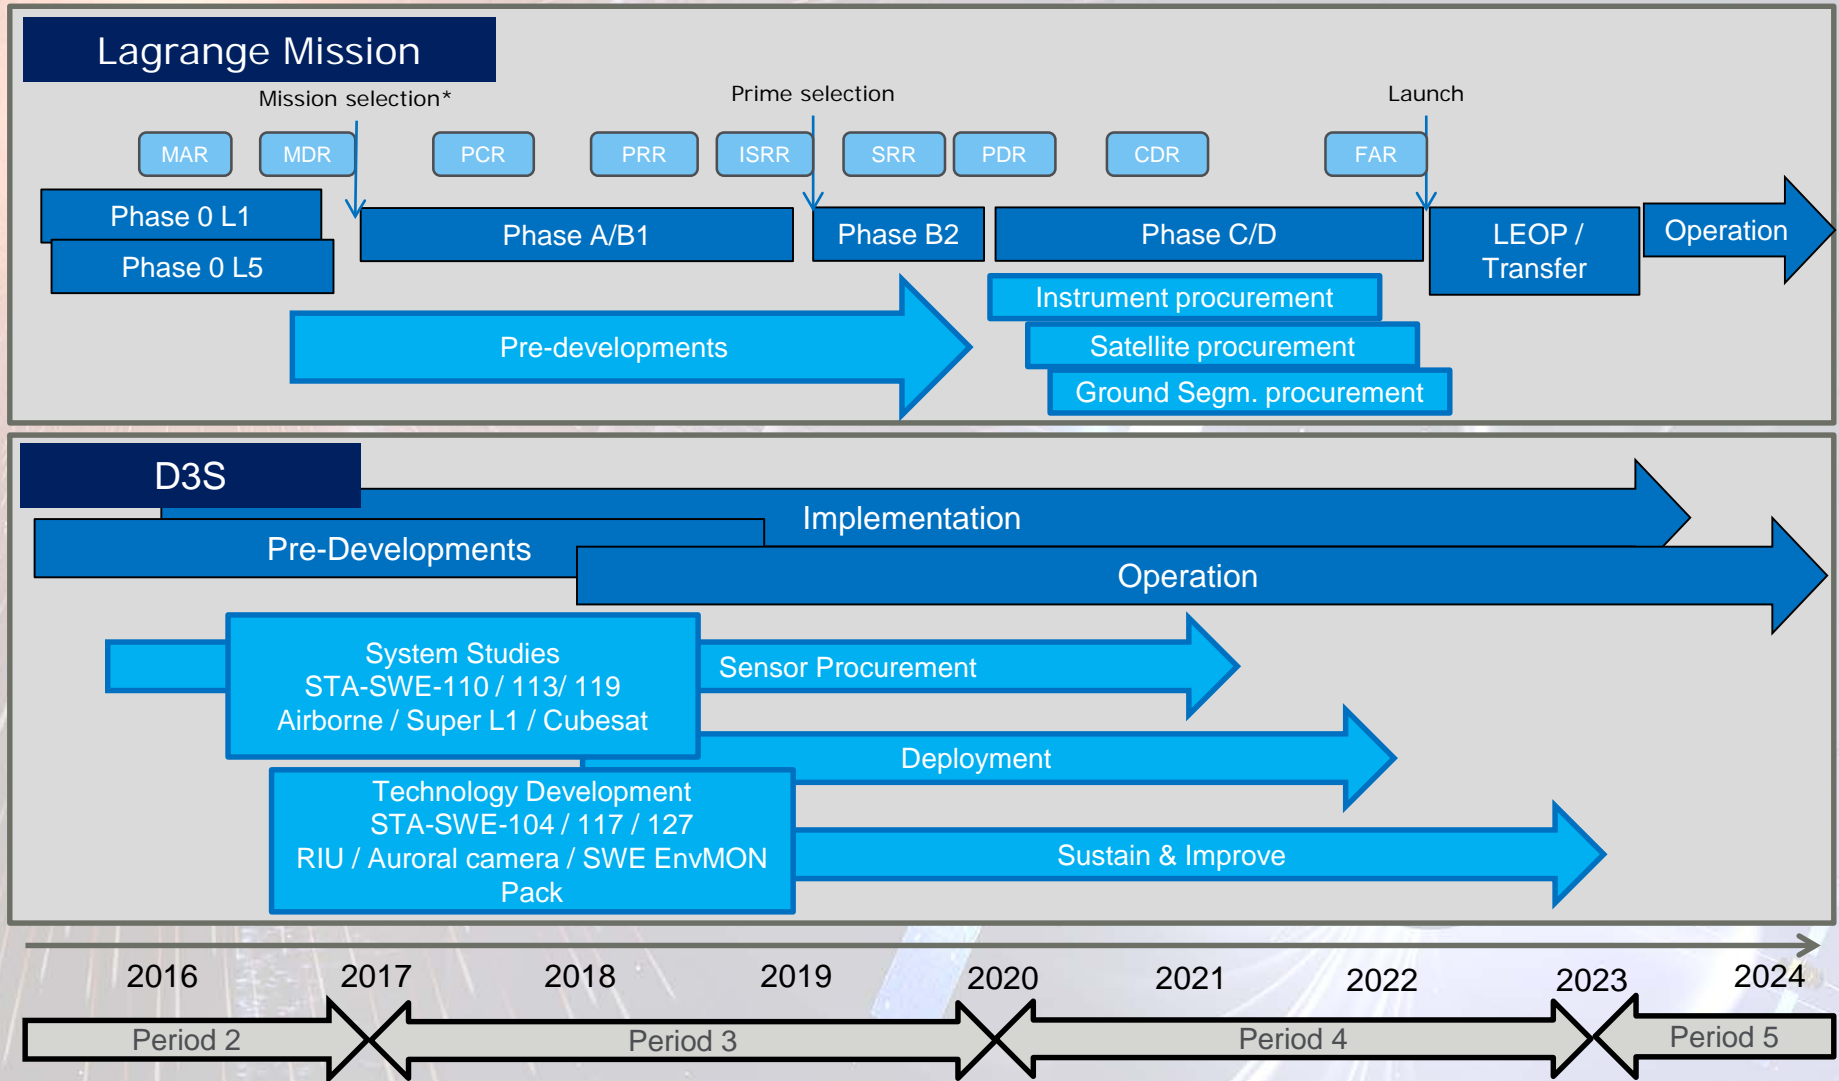 Lagrange Mission
Mission selection*
Prime selection
Launch
MAR
MDR
PCR
PRR
ISRR
SRR
PDR
CDR
FAR
Phase 0 L1
Phase 0 L5
Phase A/B1
Phase B2
Phase C/D
LEOP /
Transfer
Operation
Pre-developments
Instrument procurement
Satellite procurement
Ground Segm. procurement
D3S
Implementation
Pre-Developments
Operation
System Studies
STA-SWE-110 / 113/ 119
Airborne / Super L1 / Cubesat
Sensor Procurement
Deployment
Technology Development
STA-SWE-104 / 117 / 127
RIU / Auroral camera / SWE EnvMON
Pack
Sustain & Improve
2016
2017
2018
2019
2020
2021
2022
2023
2024
Period 2
Period 3
Period 4
Period 5